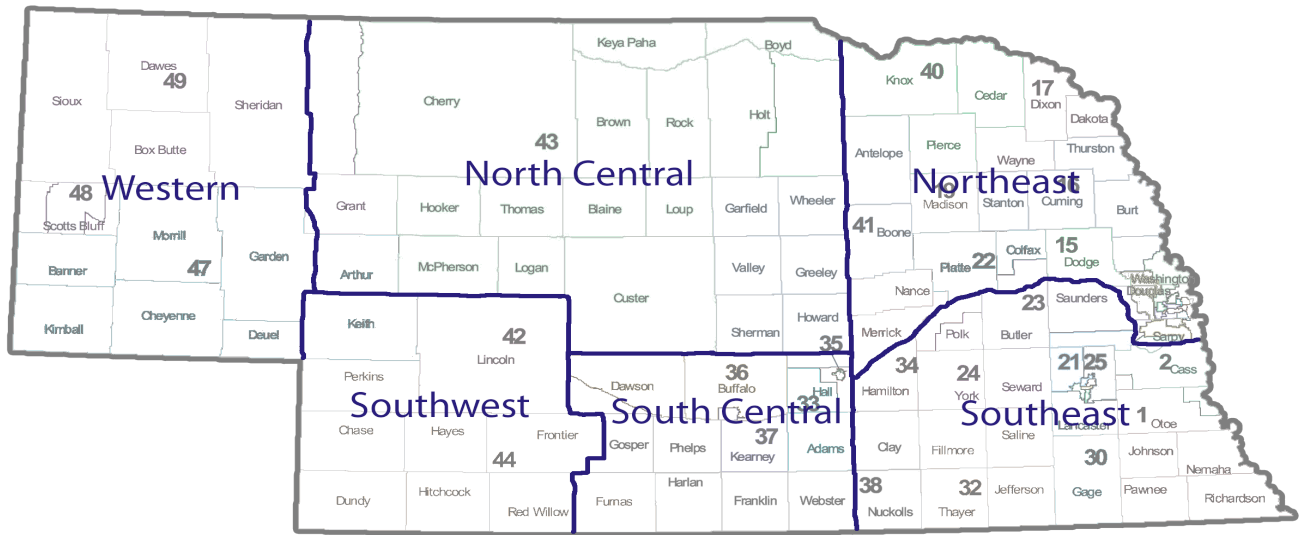 Keya Paha
Boyd
Knox
40
17
Dawes
49
Sioux
Sheridan
Cherry
Cedar
Dixon
Dakota
Brown
Rock
Holt
43
Box Butte
Antelope
Pierce
Wayne
Thurston
Western
North Central
Northeast
48
Scotts Bluff
Grant
Hooker
Thomas
Blaine
Loup
Garfield
Wheeler
Madison
Stanton
Cuming
Burt
41
Boone
Morrill
47
Garden
Banner
Arthur
McPherson
Logan
Valley
Greeley
Platte
22
Colfax
15
Dodge
Washington
Douglas
Nance
Custer
Kimball
Cheyenne
Deuel
Keith
42
Lincoln
Sherman
Howard
35
Merrick
Polk
23
Butler
Saunders
Sarpy
Perkins
Dawson
36
Buffalo
Hall
33
34
Hamilton
24
York
Seward
21
25
2
Cass
Southwest
South Central
Southeast
Lancaster
1
Otoe
Chase
Hayes
Frontier
44
Gosper
Phelps
37
Kearney
Adams
Clay
Fillmore
Saline
30
Johnson
Nemaha
Dundy
Hitchcock
Red Willow
Furnas
Harlan
Franklin
Webster
38
Nuckolls
32
Thayer
Jefferson
Gage
Pawnee
Richardson